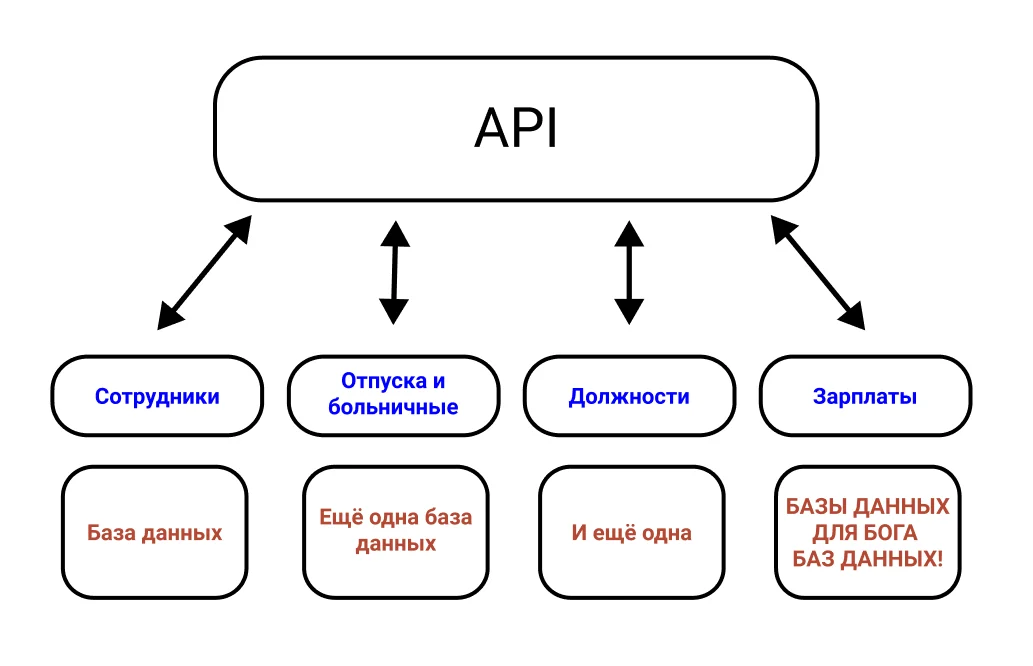 API
Сотрудники
Отпуска и
больничные
Должности
Зарплаты
База данных
Ещё одна база
данных
И ещё одна
БАЗЫ ДАННЫХ
ДЛЯ БОГА
БАЗ ДАННЫХ!